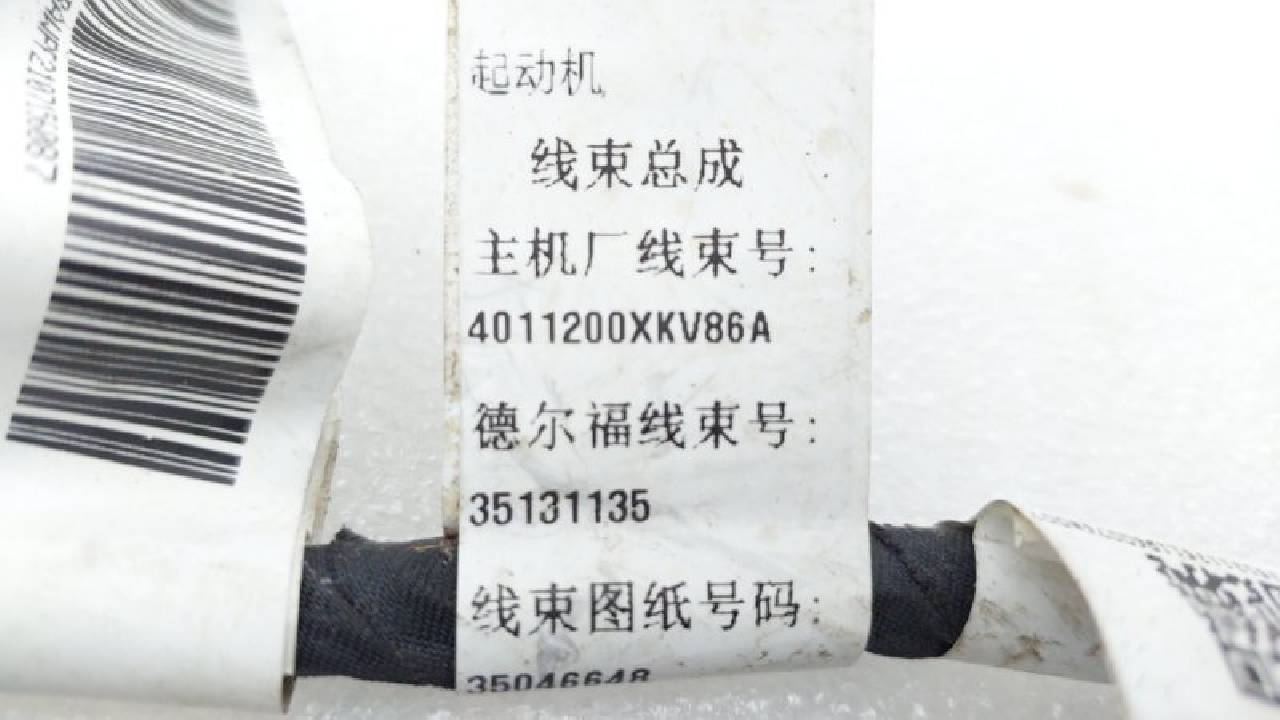 起动机
线束总成
主机厂线束号:
4011200XKV86A
德尔福线束号:
35131135
线束图纸号码:
35046648